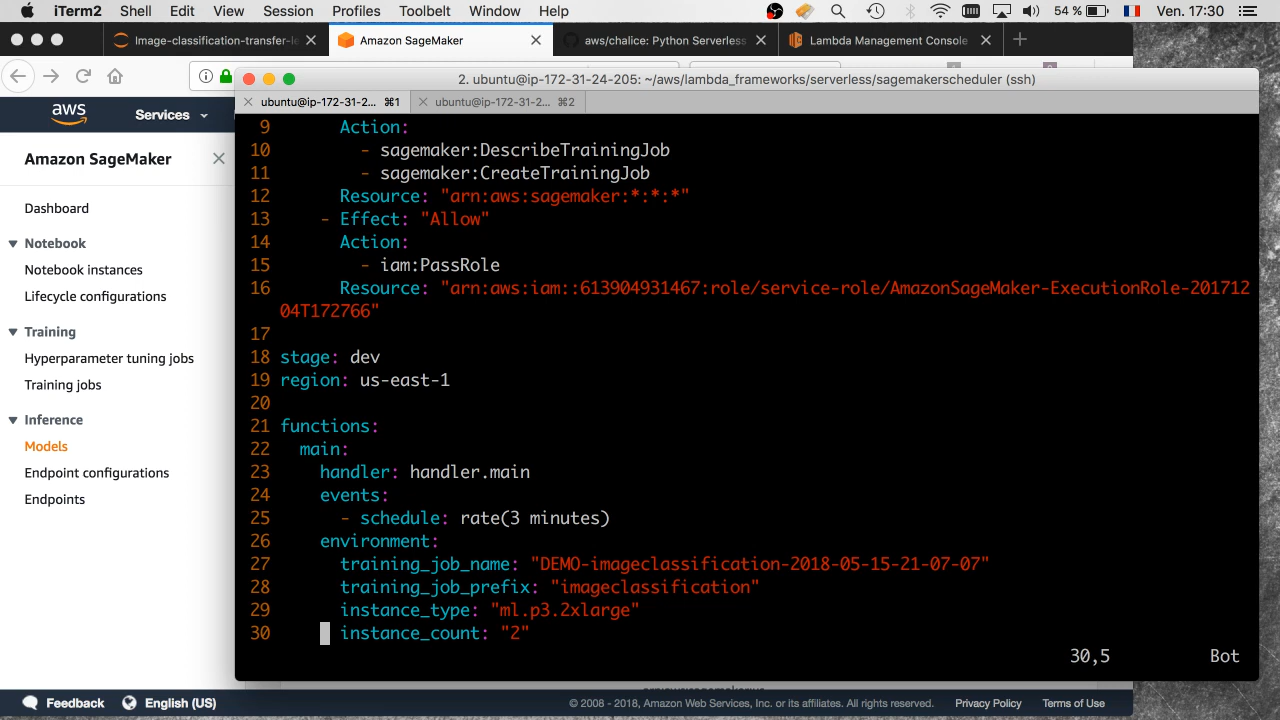 iTerm2 Shell Edit View Session Profiles Toolbelt Window Help 54 % Ven. 17:30
Image-classification-transfer-le Amazon SageMaker aws/chalice: Python Serverless Lambda Management Console
2. ubuntu@ip-172-31-24-205: ~/aws/lambda_frameworks/serverless/sagemakerscheduler (ssh)
ubuntu@ip-172-31-2... ⌘1 ubuntu@ip-172-31-2... ⌘2
aws Services
Amazon SageMaker
Dashboard
Notebook
Notebook instances
Lifecycle configurations
Training
Hyperparameter tuning jobs
Training jobs
Inference
Models
Endpoint configurations
Endpoints
9 Action:
10 - sagemaker:DescribeTrainingJob
11 - sagemaker:CreateTrainingJob
12 Resource: "arn:aws:sagemaker:*:*:*"
13 - Effect: "Allow"
14 Action:
15 - iam:PassRole
16 Resource: "arn:aws:iam::613904931467:role/service-role/AmazonSageMaker-ExecutionRole-201712
04T172766"
17
18 stage: dev
19 region: us-east-1
20
21 functions:
22 main:
23 handler: handler.main
24 events:
25 - schedule: rate(3 minutes)
26 environment:
27 training_job_name: "DEMO-imageclassification-2018-05-15-21-07-07"
28 training_job_prefix: "imageclassification"
29 instance_type: "ml.p3.2xlarge"
30 instance_count: "2"
30,5 Bot
Feedback English (US) © 2008 - 2018, Amazon Web Services, Inc. or its affiliates. All rights reserved. Privacy Policy Terms of Use